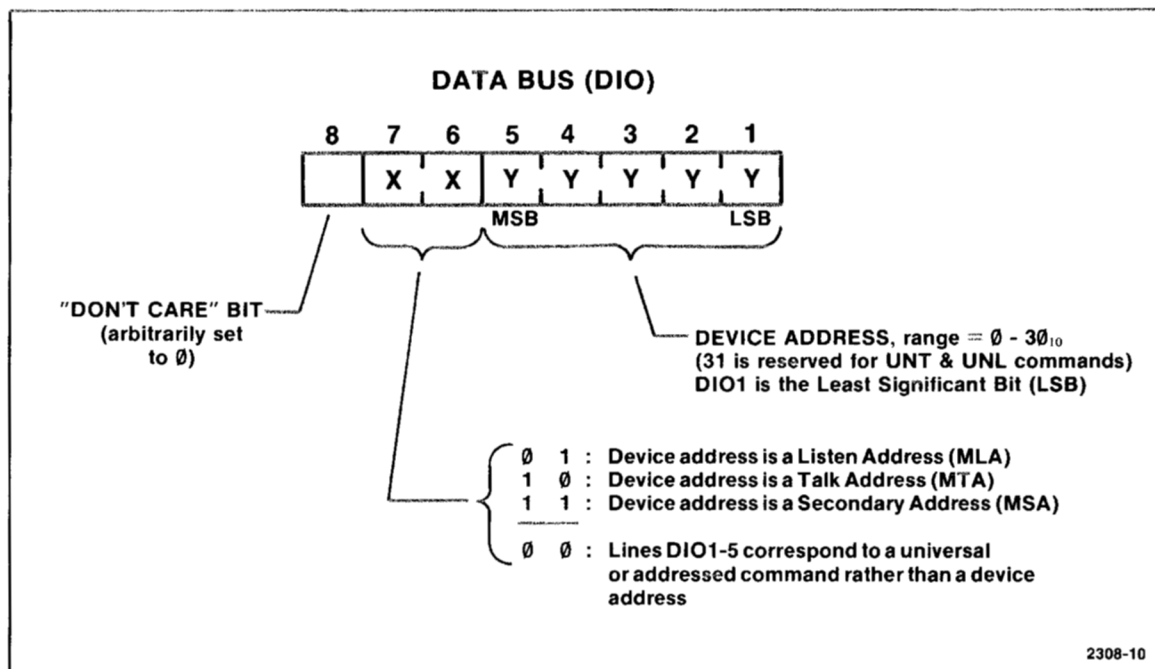 DATA BUS (DIO)
8 7 6 5 4 3 2 1
X X Y Y Y Y Y
MSB LSB
"DON'T CARE" BIT
(arbitrarily set
to Ø)
DEVICE ADDRESS, range = Ø - 3Ø₁₀
(31 is reserved for UNT & UNL commands)
DIO1 is the Least Significant Bit (LSB)
Ø 1 : Device address is a Listen Address (MLA)
1 Ø : Device address is a Talk Address (MTA)
1 1 : Device address is a Secondary Address (MSA)
Ø Ø : Lines DIO1-5 correspond to a universal
or addressed command rather than a device
address
2308-10